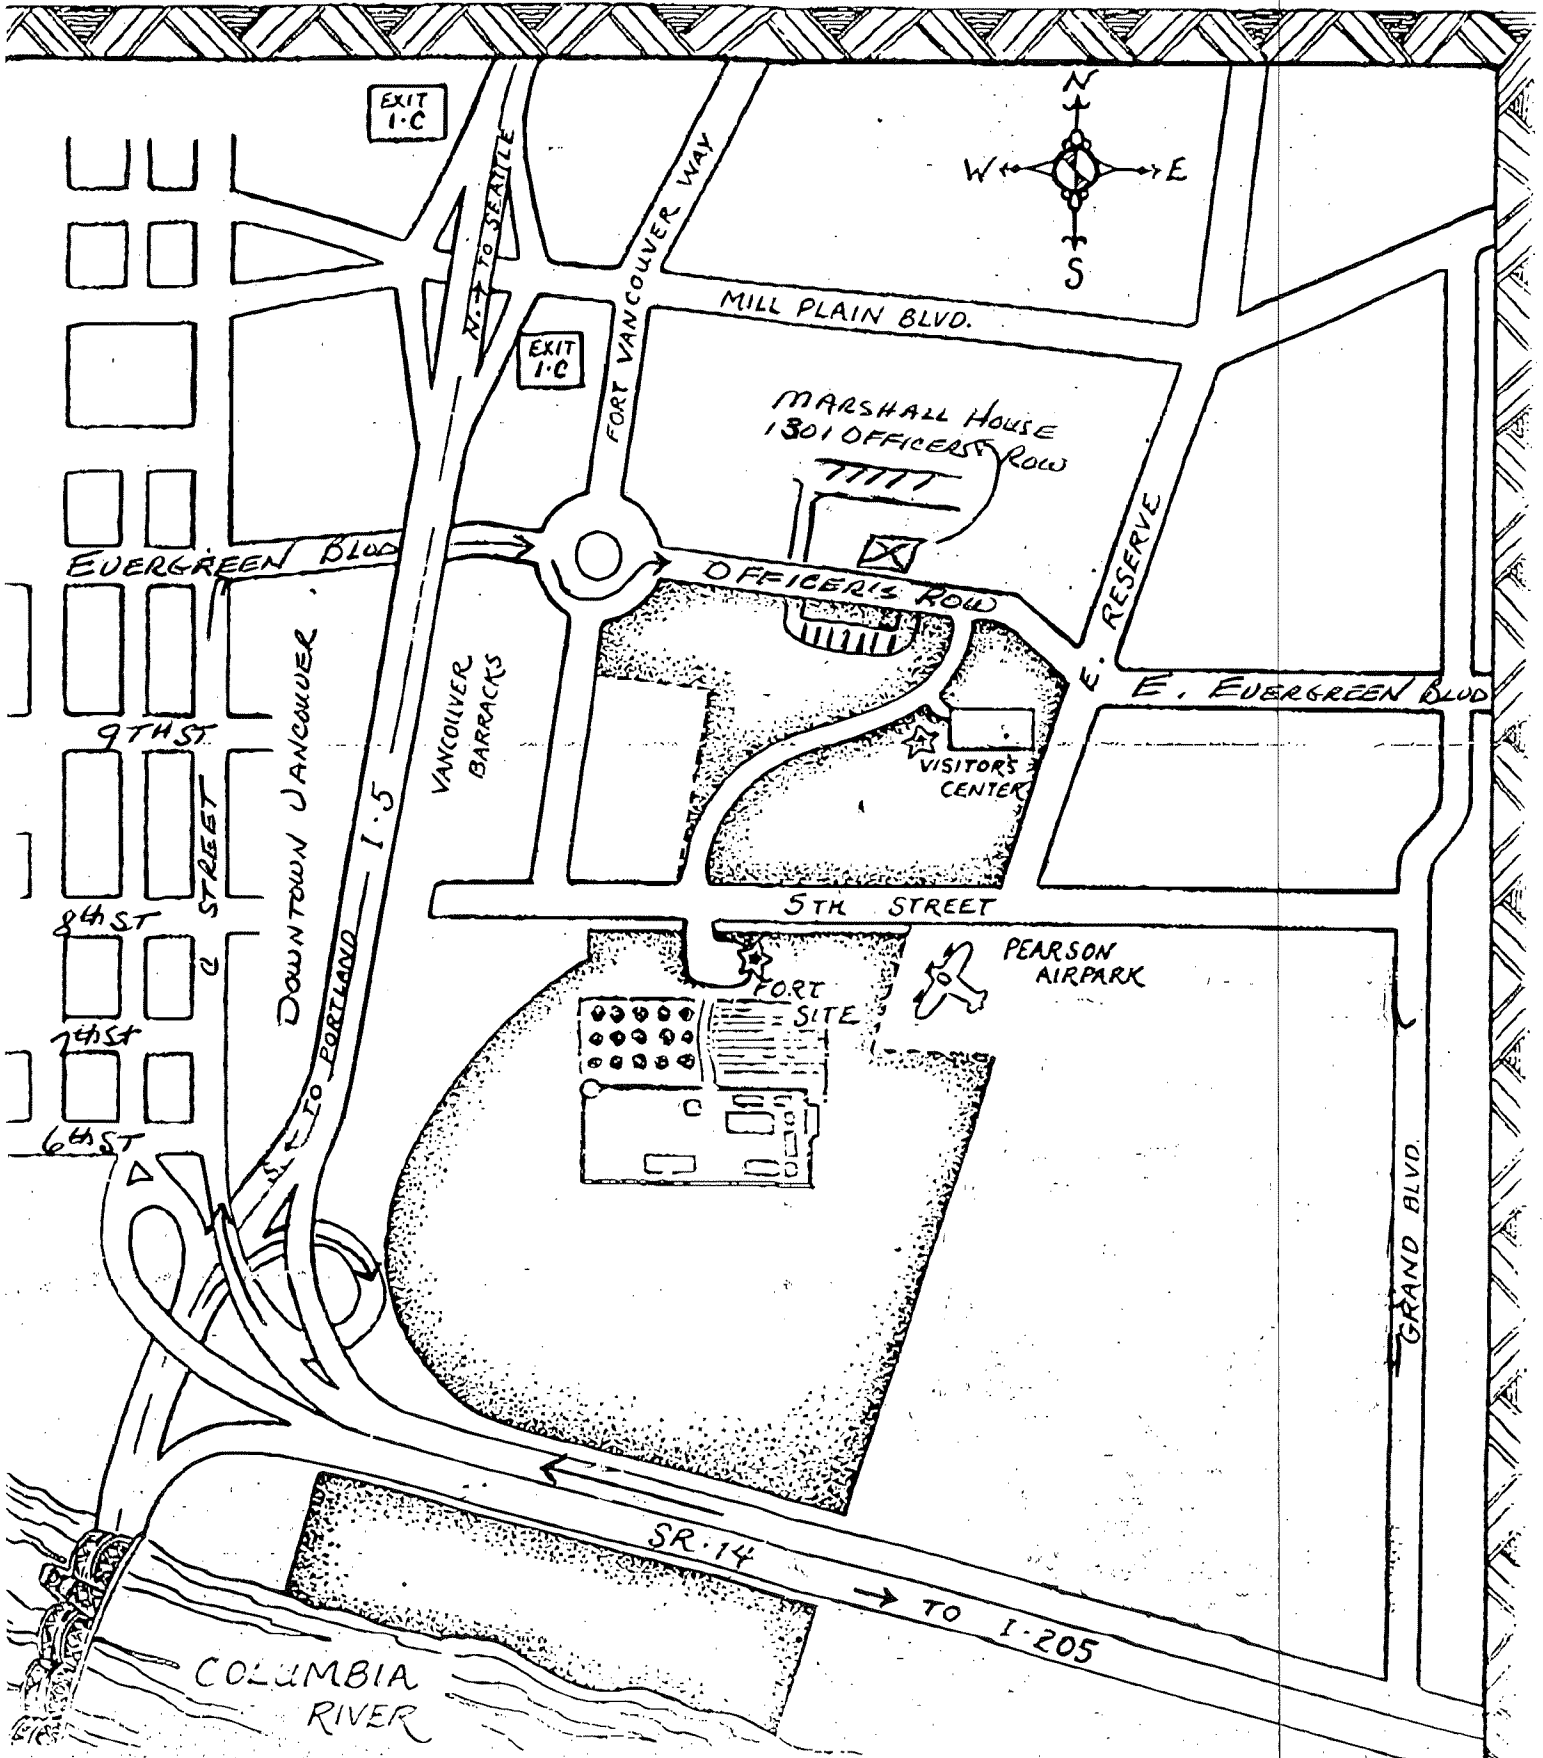 EXIT
1·C
N. → TO SEATTLE
FORT VANCOUVER WAY
N
W E
S
MILL PLAIN BLVD.
EXIT
1·C
MARSHALL HOUSE
1301 OFFICERS ROW
EVERGREEN BLVD
OFFICER'S ROW
E. RESERVE
E. EVERGREEN BLVD
DOWNTOWN VANCOUVER
VANCOUVER
BARRACKS
9TH ST
VISITOR'S
CENTER
I·5
C STREET
8th ST
5TH STREET
PEARSON
AIRPARK
FORT
SITE
7th St
S. ← TO PORTLAND
6th ST
GRAND BLVD.
SR·14
→ TO I-205
COLUMBIA
RIVER